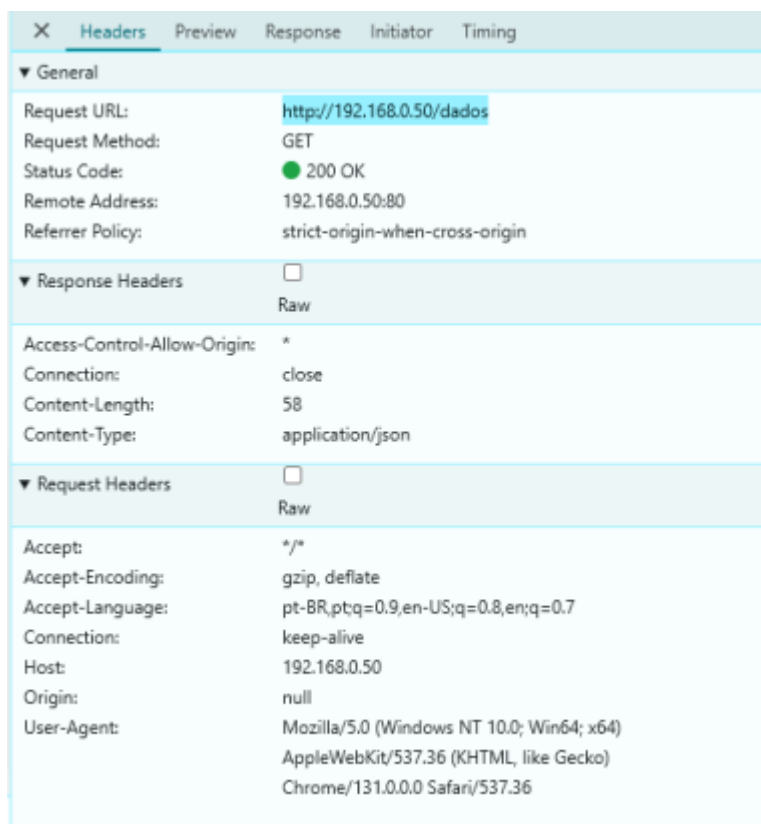 Headers Preview Response Initiator Timing
▼ General
Request URL: http://192.168.0.50/dados
Request Method: GET
Status Code: 200 OK
Remote Address: 192.168.0.50:80
Referrer Policy: strict-origin-when-cross-origin
▼ Response Headers
Raw
Access-Control-Allow-Origin: *
Connection: close
Content-Length: 58
Content-Type: application/json
▼ Request Headers
Raw
Accept: */*
Accept-Encoding: gzip, deflate
Accept-Language: pt-BR,pt;q=0.9,en-US;q=0.8,en;q=0.7
Connection: keep-alive
Host: 192.168.0.50
Origin: null
User-Agent: Mozilla/5.0 (Windows NT 10.0; Win64; x64)
AppleWebKit/537.36 (KHTML, like Gecko)
Chrome/131.0.0.0 Safari/537.36